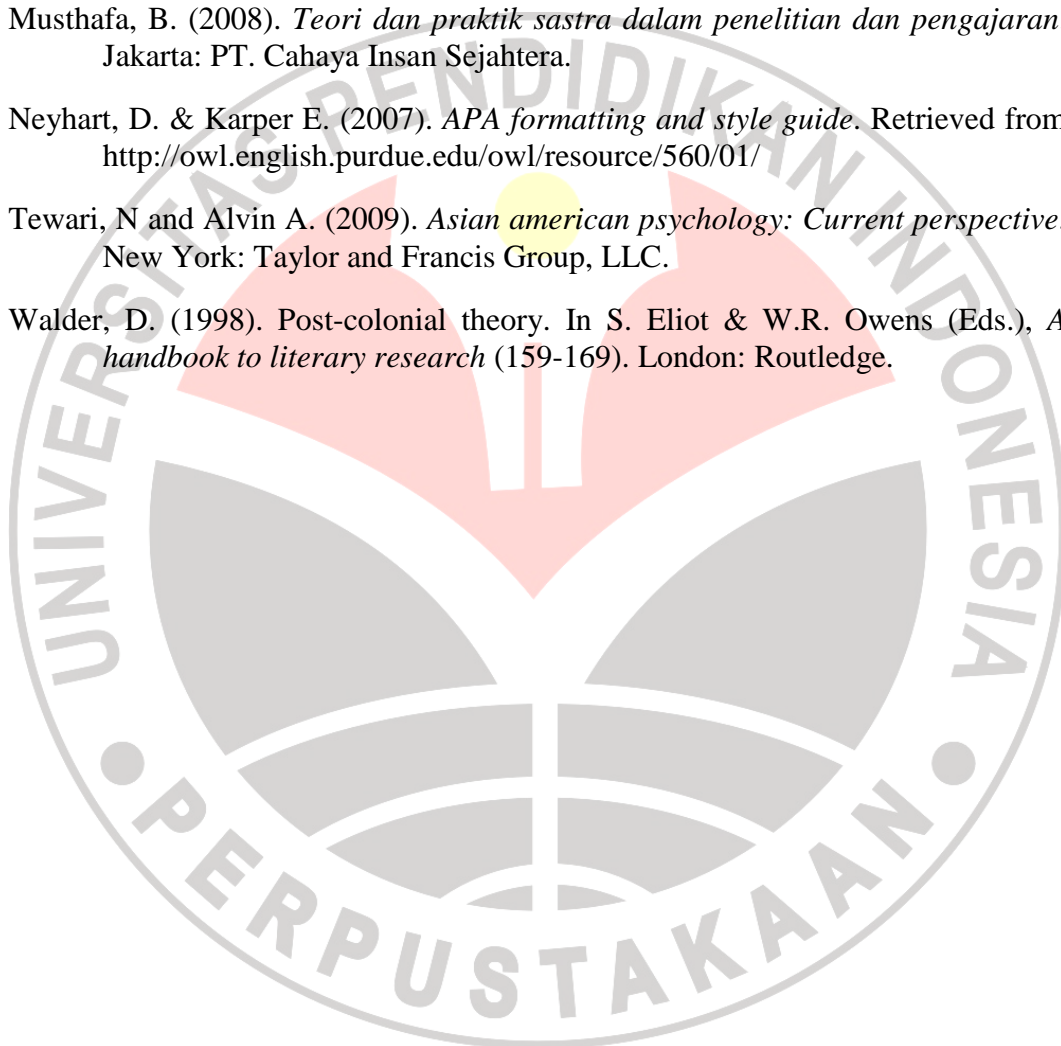 Musthafa, B. (2008). Teori dan praktik sastra dalam penelitian dan pengajaran
Jakarta: PT. Cahaya Insan Sejahtera.
Neyhart, D. & Karper E. (2007). APA formatting and style guide. Retrieved from
http://owl.english.purdue.edu/owl/resource/560/01/
Tewari, N and Alvin A. (2009). Asian american psychology: Current perspective.
New York: Taylor and Francis Group, LLC.
Walder, D. (1998). Post-colonial theory. In S. Eliot & W.R. Owens (Eds.), A
handbook to literary research (159-169). London: Routledge.
UNIVERSITAS PENDIDIKAN INDONESIA
PERPUSTAKAAN